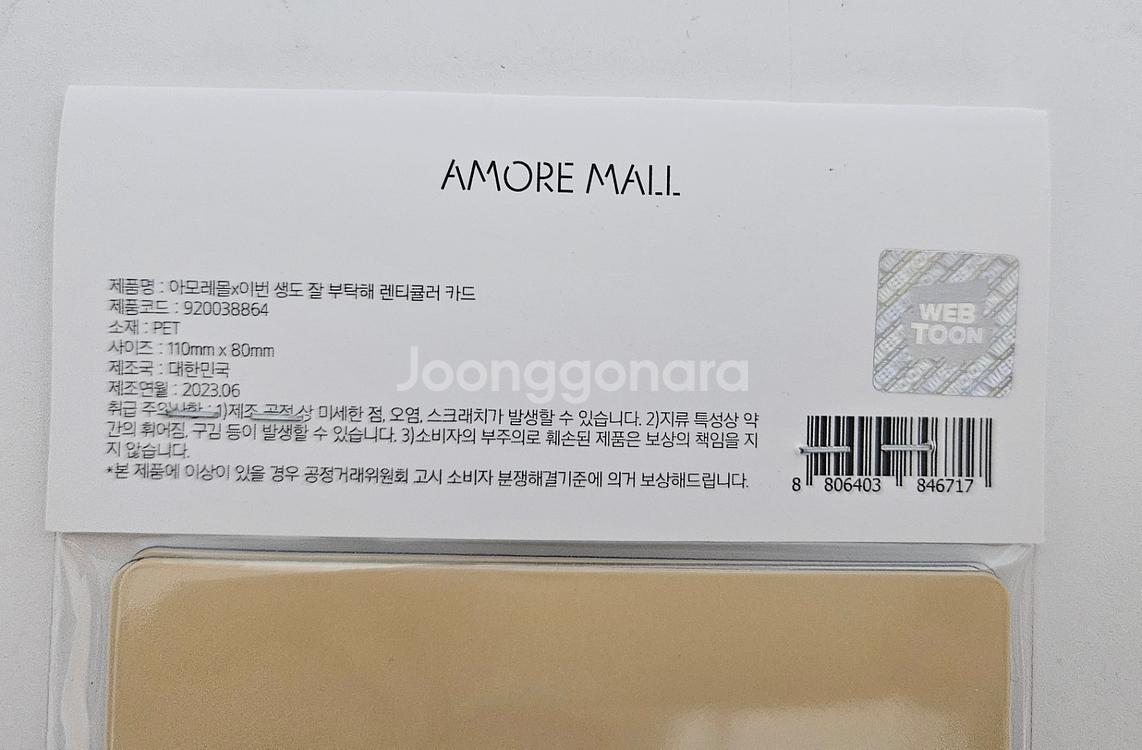 AMORE MALL
제품명 : 아모레몰x이번 생도 잘 부탁해 렌티큘러 카드
제품코드 : 920038864
소재 : PET
사이즈 : 110mm x 80mm
제조국 : 대한민국
제조연월 : 2023.06
취급 주의사항 : 1)제조 공정상 미세한 점, 오염, 스크래치가 발생할 수 있습니다. 2)지류 특성상 약
간의 휘어짐, 구김 등이 발생할 수 있습니다. 3)소비자의 부주의로 훼손된 제품은 보상의 책임을 지
지 않습니다.
*본 제품에 이상이 있을 경우 공정거래위원회 고시 소비자 분쟁해결기준에 의거 보상해드립니다.
WEB
TOON
8 806403 846717
Joonggonara